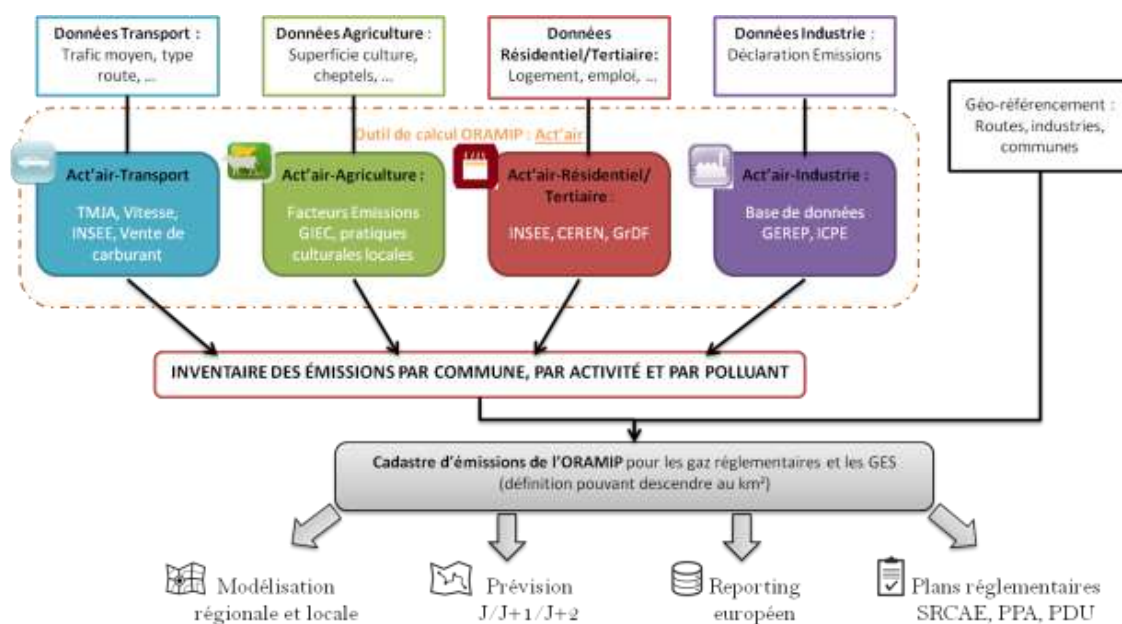 Données Transport :
Trafic moyen, type
route, ...
Données Agriculture :
Superficie culture,
cheptels, ...
Données
Résidentiel/Tertiaire:
Logement, emploi, ...
Données Industrie :
Déclaration Emissions
Géo-référencement :
Routes, industries,
communes
Outil de calcul ORAMIP : Act'air
Act'air-Transport
TMJA, Vitesse,
INSEE, Vente de
carburant
Act'air-Agriculture :
Facteurs Emissions
GIEC, pratiques
culturales locales
Act'air-Résidentiel/
Tertiaire :
INSEE, CEREN, GrDF
Act'air-Industrie :
Base de données
GEREP, ICPE
INVENTAIRE DES ÉMISSIONS PAR COMMUNE, PAR ACTIVITÉ ET PAR POLLUANT
Cadastre d'émissions de l'ORAMIP pour les gaz réglementaires et les GES
(définition pouvant descendre au km²)
Modélisation
régionale et locale
Prévision
J/J+1/J+2
Reporting
européen
Plans réglementaires
SRCAE, PPA, PDU